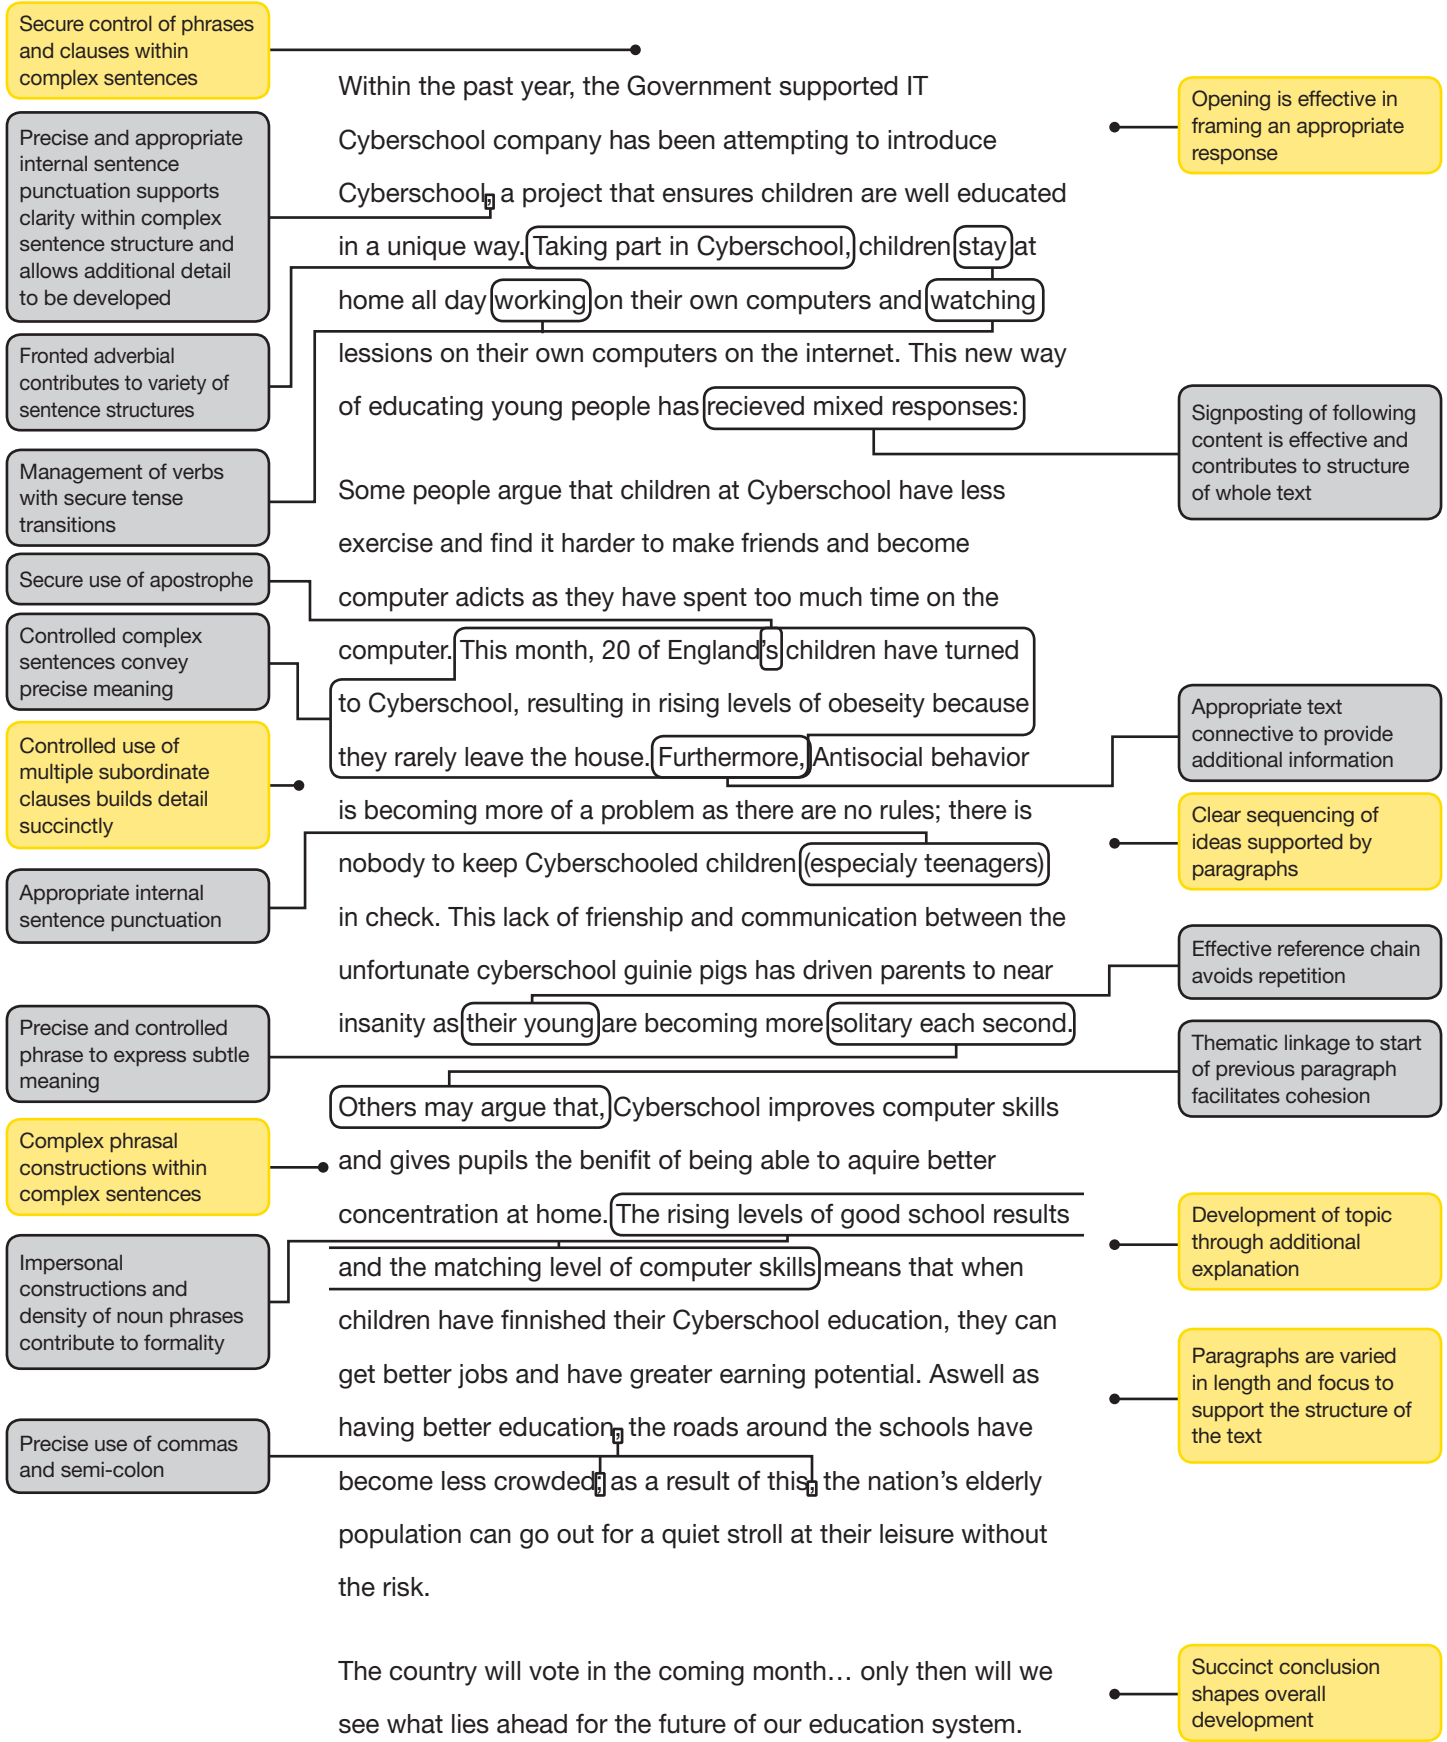 Secure control of phrases
and clauses within
complex sentences
Precise and appropriate
internal sentence
punctuation supports
clarity within complex
sentence structure and
allows additional detail
to be developed
Fronted adverbial
contributes to variety of
sentence structures
Management of verbs
with secure tense
transitions
Secure use of apostrophe
Controlled complex
sentences convey
precise meaning
Controlled use of
multiple subordinate
clauses builds detail
succinctly
Appropriate internal
sentence punctuation
Precise and controlled
phrase to express subtle
meaning
Complex phrasal
constructions within
complex sentences
Impersonal
constructions and
density of noun phrases
contribute to formality
Precise use of commas
and semi-colon
Within the past year, the Government supported IT
Cyberschool company has been attempting to introduce
Cyberschool, a project that ensures children are well educated
in a unique way. Taking part in Cyberschool, children stay at
home all day working on their own computers and watching
lessions on their own computers on the internet. This new way
of educating young people has recieved mixed responses:
Some people argue that children at Cyberschool have less
exercise and find it harder to make friends and become
computer adicts as they have spent too much time on the
computer. This month, 20 of England's children have turned
to Cyberschool, resulting in rising levels of obeseity because
they rarely leave the house. Furthermore, Antisocial behavior
is becoming more of a problem as there are no rules; there is
nobody to keep Cyberschooled children (especialy teenagers)
in check. This lack of frienship and communication between the
unfortunate cyberschool guinie pigs has driven parents to near
insanity as their young are becoming more solitary each second.
Others may argue that, Cyberschool improves computer skills
and gives pupils the benifit of being able to aquire better
concentration at home. The rising levels of good school results
and the matching level of computer skills means that when
children have finnished their Cyberschool education, they can
get better jobs and have greater earning potential. Aswell as
having better education, the roads around the schools have
become less crowded; as a result of this, the nation's elderly
population can go out for a quiet stroll at their leisure without
the risk.
The country will vote in the coming month… only then will we
see what lies ahead for the future of our education system.
Opening is effective in
framing an appropriate
response
Signposting of following
content is effective and
contributes to structure
of whole text
Appropriate text
connective to provide
additional information
Clear sequencing of
ideas supported by
paragraphs
Effective reference chain
avoids repetition
Thematic linkage to start
of previous paragraph
facilitates cohesion
Development of topic
through additional
explanation
Paragraphs are varied
in length and focus to
support the structure of
the text
Succinct conclusion
shapes overall
development